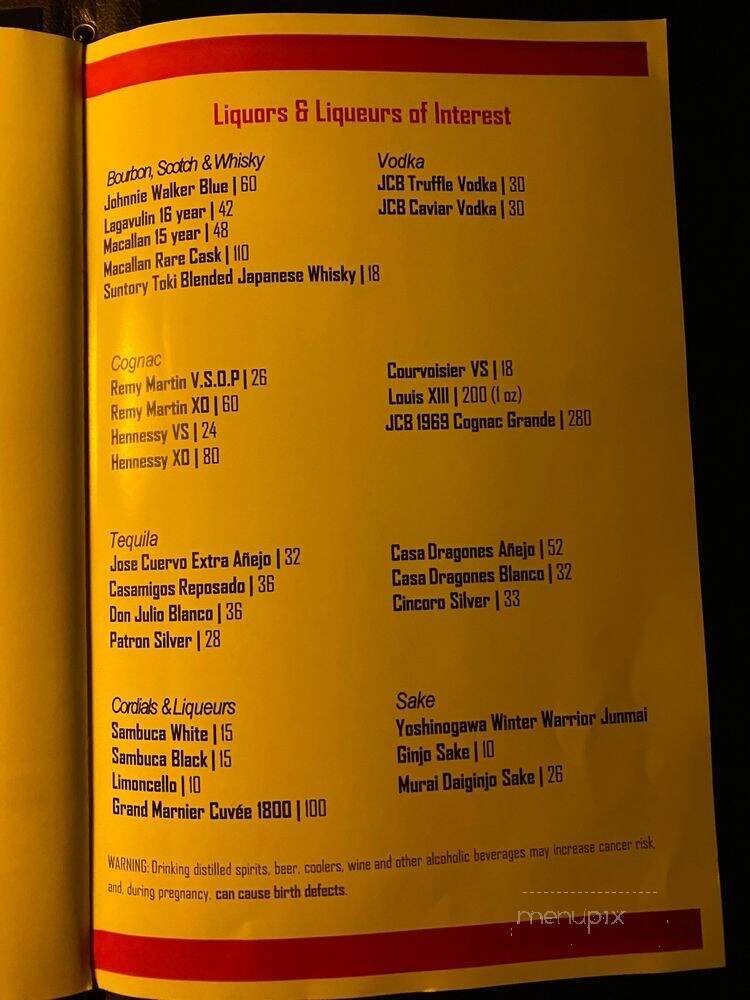 Liquors & Liqueurs of Interest
Bourbon, Scotch & Whisky
Johnnie Walker Blue | 60
Lagavulin 16 year | 42
Macallan 15 year | 48
Macallan Rare Cask | 110
Suntory Toki Blended Japanese Whisky | 18
Vodka
JCB Truffle Vodka | 30
JCB Caviar Vodka | 30
Cognac
Remy Martin V.S.O.P | 26
Remy Martin XO | 60
Hennessy VS | 24
Hennessy XO | 80
Courvoisier VS | 18
Louis XIII | 200 (1 oz)
JCB 1969 Cognac Grande | 280
Tequila
Jose Cuervo Extra Añejo | 32
Casamigos Reposado | 36
Don Julio Blanco | 36
Patron Silver | 28
Casa Dragones Añejo | 52
Casa Dragones Blanco | 32
Cincoro Silver | 33
Cordials & Liqueurs
Sambuca White | 15
Sambuca Black | 15
Limoncello | 10
Grand Marnier Cuvée 1800 | 100
Sake
Yoshinogawa Winter Warrior Junmai
Ginjo Sake | 10
Murai Daiginjo Sake | 26
WARNING: Drinking distilled spirits, beer, coolers, wine and other alcoholic beverages may increase cancer risk,
and, during pregnancy, can cause birth defects.
menupix